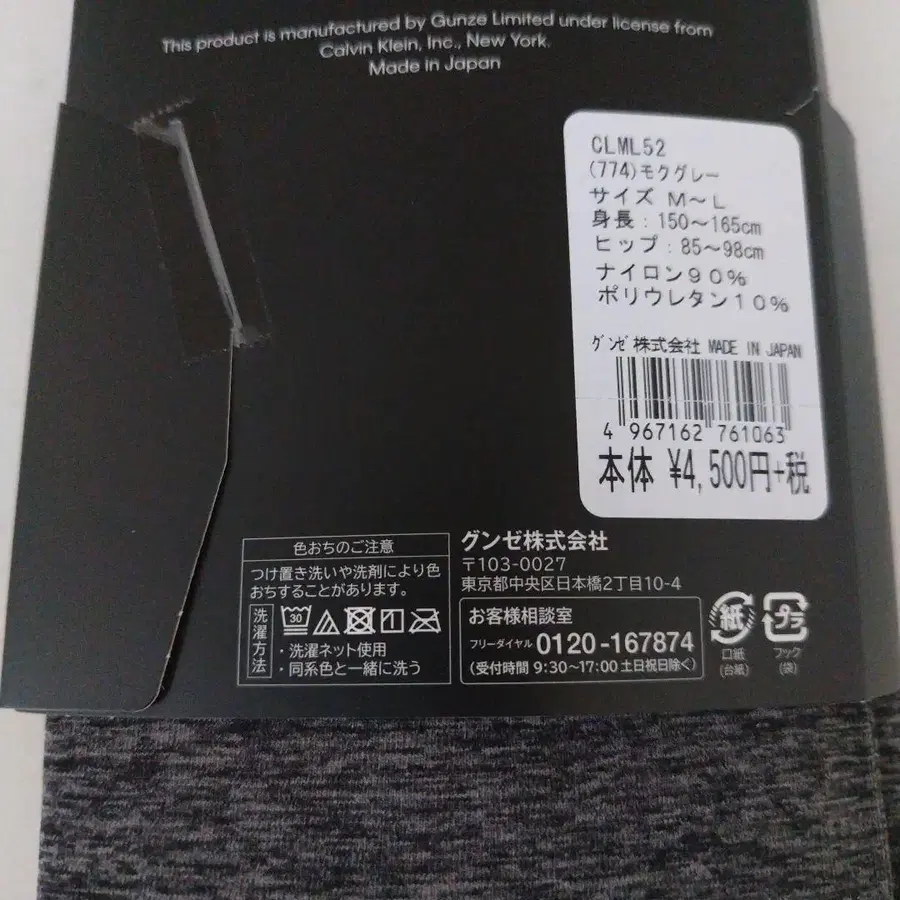 This product is manufactured by Gunze Limited under license from
Calvin Klein, Inc., New York.
Made in Japan
CLML52
(774)モクグレー
サイズ M～L
身長：150～165cm
ヒップ：85～98cm
ナイロン９０％
ポリウレタン１０％
ｸﾞﾝｾﾞ 株式会社 MADE IN JAPAN
4 967162 761063
本体 ¥4,500円+税
色おちのご注意
つけ置き洗いや洗剤により色
おちすることがあります。
洗濯方法
30
・洗濯ネット使用
・同系色と一緒に洗う
グンゼ株式会社
〒103-0027
東京都中央区日本橋2丁目10-4
お客様相談室
フリーダイヤル 0120-167874
(受付時間 9:30～17:00 土日祝日除く)
紙
口紙
(台紙)
プラ
フック
(袋)